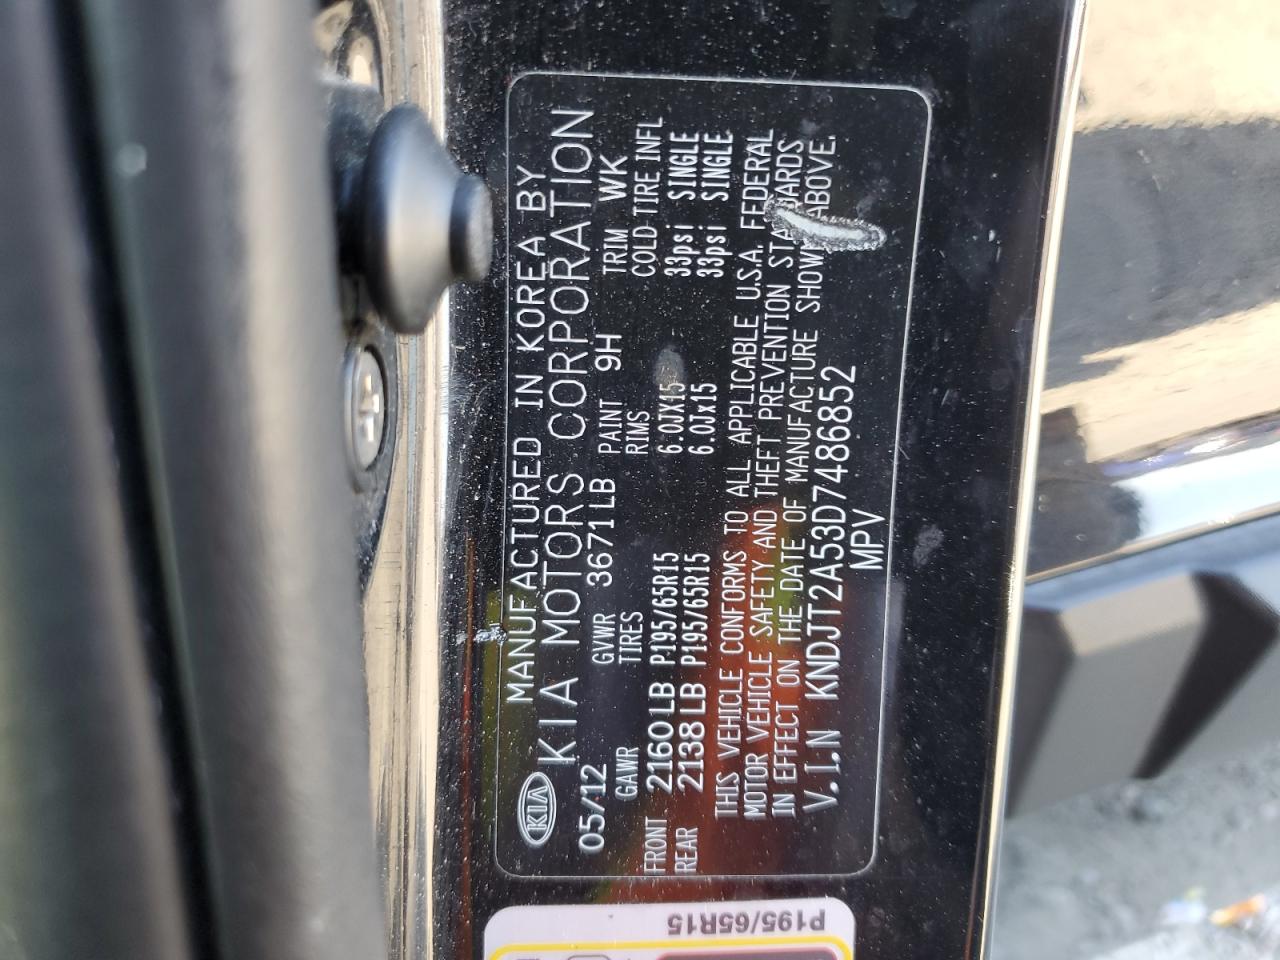 MANUFACTURED IN KOREA BY
KIA KIA MOTORS CORPORATION
05/12 GVWR 3671LB PAINT 9H TRIM WK
GAWR TIRES RIMS COLD TIRE INFL
FRONT 2160LB P195/65R15 6.0Jx15 33psi SINGLE
REAR 2138LB P195/65R15 6.0Jx15 33psi SINGLE
THIS VEHICLE CONFORMS TO ALL APPLICABLE U.S.A. FEDERAL
MOTOR VEHICLE SAFETY AND THEFT PREVENTION STANDARDS
IN EFFECT ON THE DATE OF MANUFACTURE SHOWN ABOVE.
V.I.N KNDJT2A53D7486852
MPV
P195/65R15